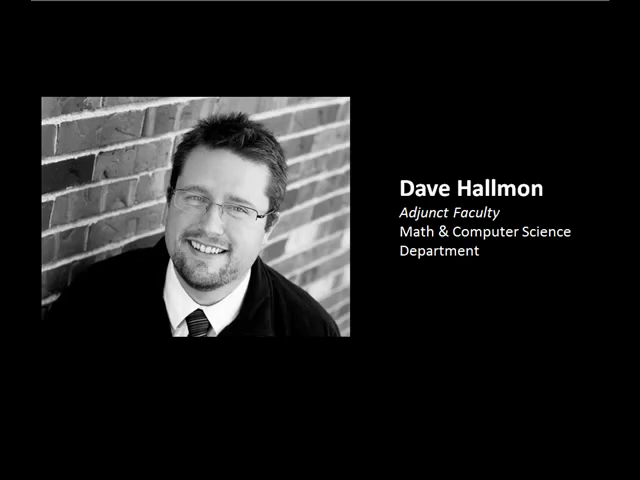 Dave Hallmon
Adjunct Faculty
Math & Computer Science
Department